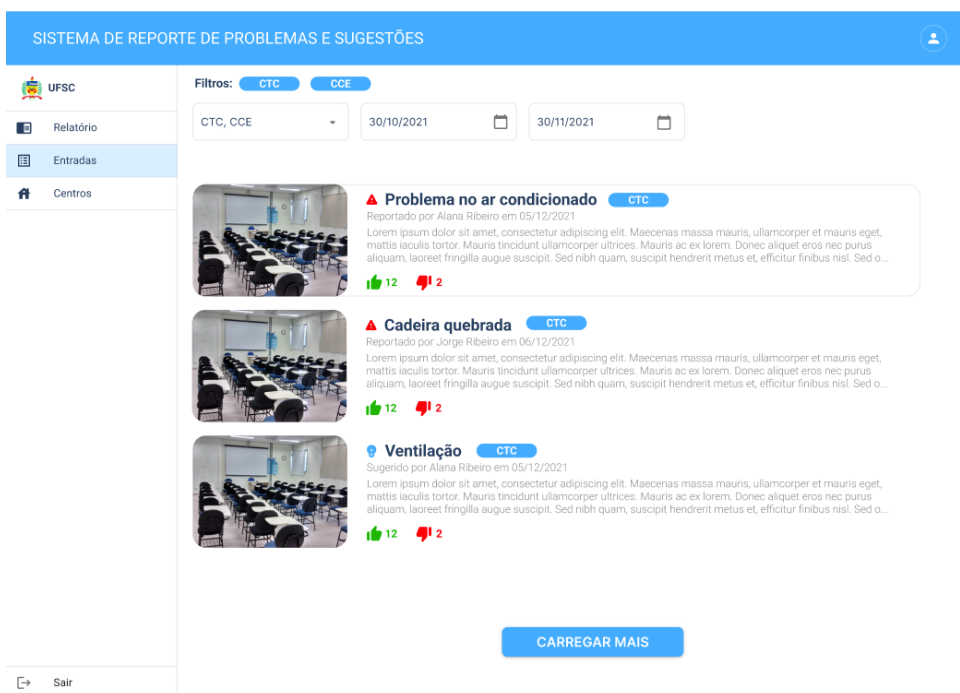 SISTEMA DE REPORTE DE PROBLEMAS E SUGESTÕES
UFSC
Relatório
Entradas
Centros
Sair
Filtros: CTC CCE
CTC, CCE 30/10/2021 30/11/2021
Problema no ar condicionado CTC
Reportado por Alana Ribeiro em 05/12/2021
Lorem ipsum dolor sit amet, consectetur adipiscing elit. Maecenas massa mauris, ullamcorper et mauris eget,
mattis iaculis tortor. Mauris tincidunt ullamcorper ultrices. Mauris ac ex lorem. Donec aliquet eros nec purus
aliquam, laoreet fringilla augue suscipit. Sed nibh quam, suscipit hendrerit metus et, efficitur finibus nisl. Sed o...
12 2
Cadeira quebrada CTC
Reportado por Jorge Ribeiro em 06/12/2021
Lorem ipsum dolor sit amet, consectetur adipiscing elit. Maecenas massa mauris, ullamcorper et mauris eget,
mattis iaculis tortor. Mauris tincidunt ullamcorper ultrices. Mauris ac ex lorem. Donec aliquet eros nec purus
aliquam, laoreet fringilla augue suscipit. Sed nibh quam, suscipit hendrerit metus et, efficitur finibus nisl. Sed o...
12 2
Ventilação CTC
Sugerido por Alana Ribeiro em 05/12/2021
Lorem ipsum dolor sit amet, consectetur adipiscing elit. Maecenas massa mauris, ullamcorper et mauris eget,
mattis iaculis tortor. Mauris tincidunt ullamcorper ultrices. Mauris ac ex lorem. Donec aliquet eros nec purus
aliquam, laoreet fringilla augue suscipit. Sed nibh quam, suscipit hendrerit metus et, efficitur finibus nisl. Sed o...
12 2
CARREGAR MAIS